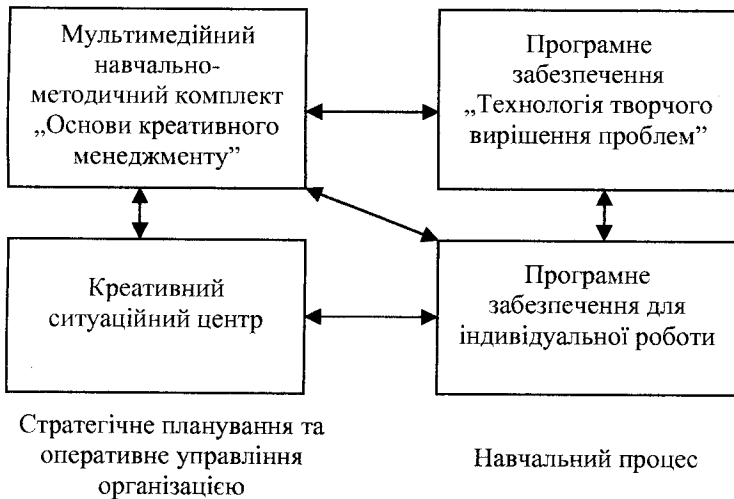 Мультимедійний
навчально-
методичний комплект
„Основи креативного
менеджменту”
Програмне
забезпечення
„Технологія творчого
вирішення проблем”
Креативний
ситуаційний центр
Програмне
забезпечення для
індивідуальної роботи
Стратегічне планування та
оперативне управління
організацією
Навчальний процес